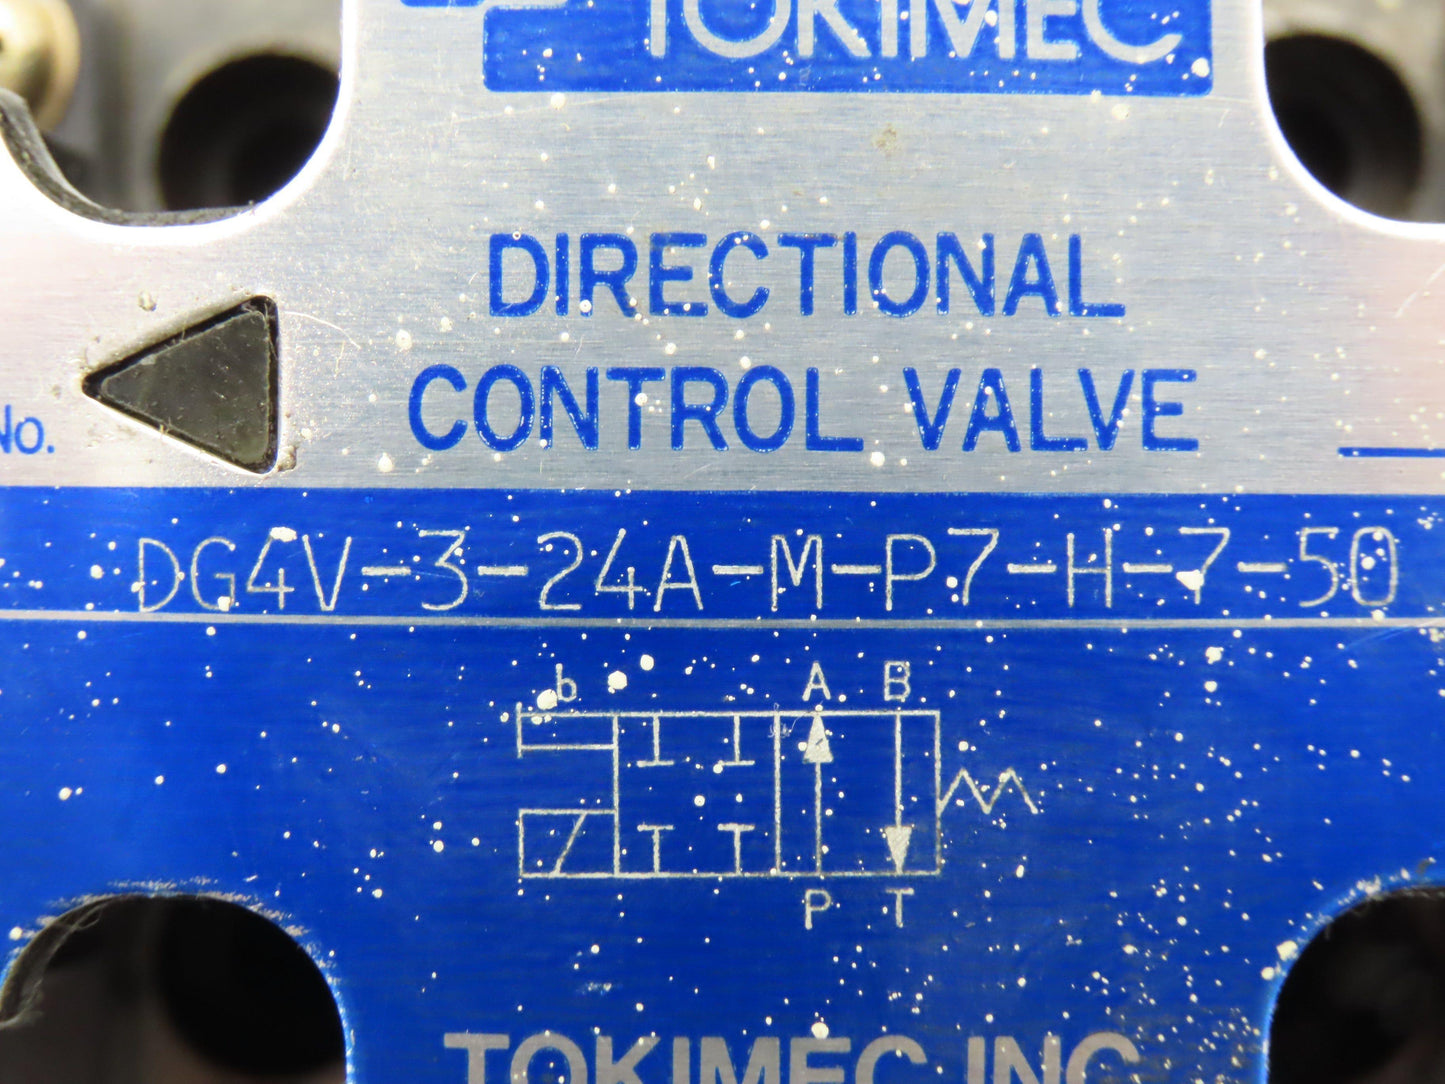 TOKIMEC
DIRECTIONAL
CONTROL VALVE
No.
DG4V-3-24A-M-P7-H-7-50
b A B
P T
TOKIMEC INC